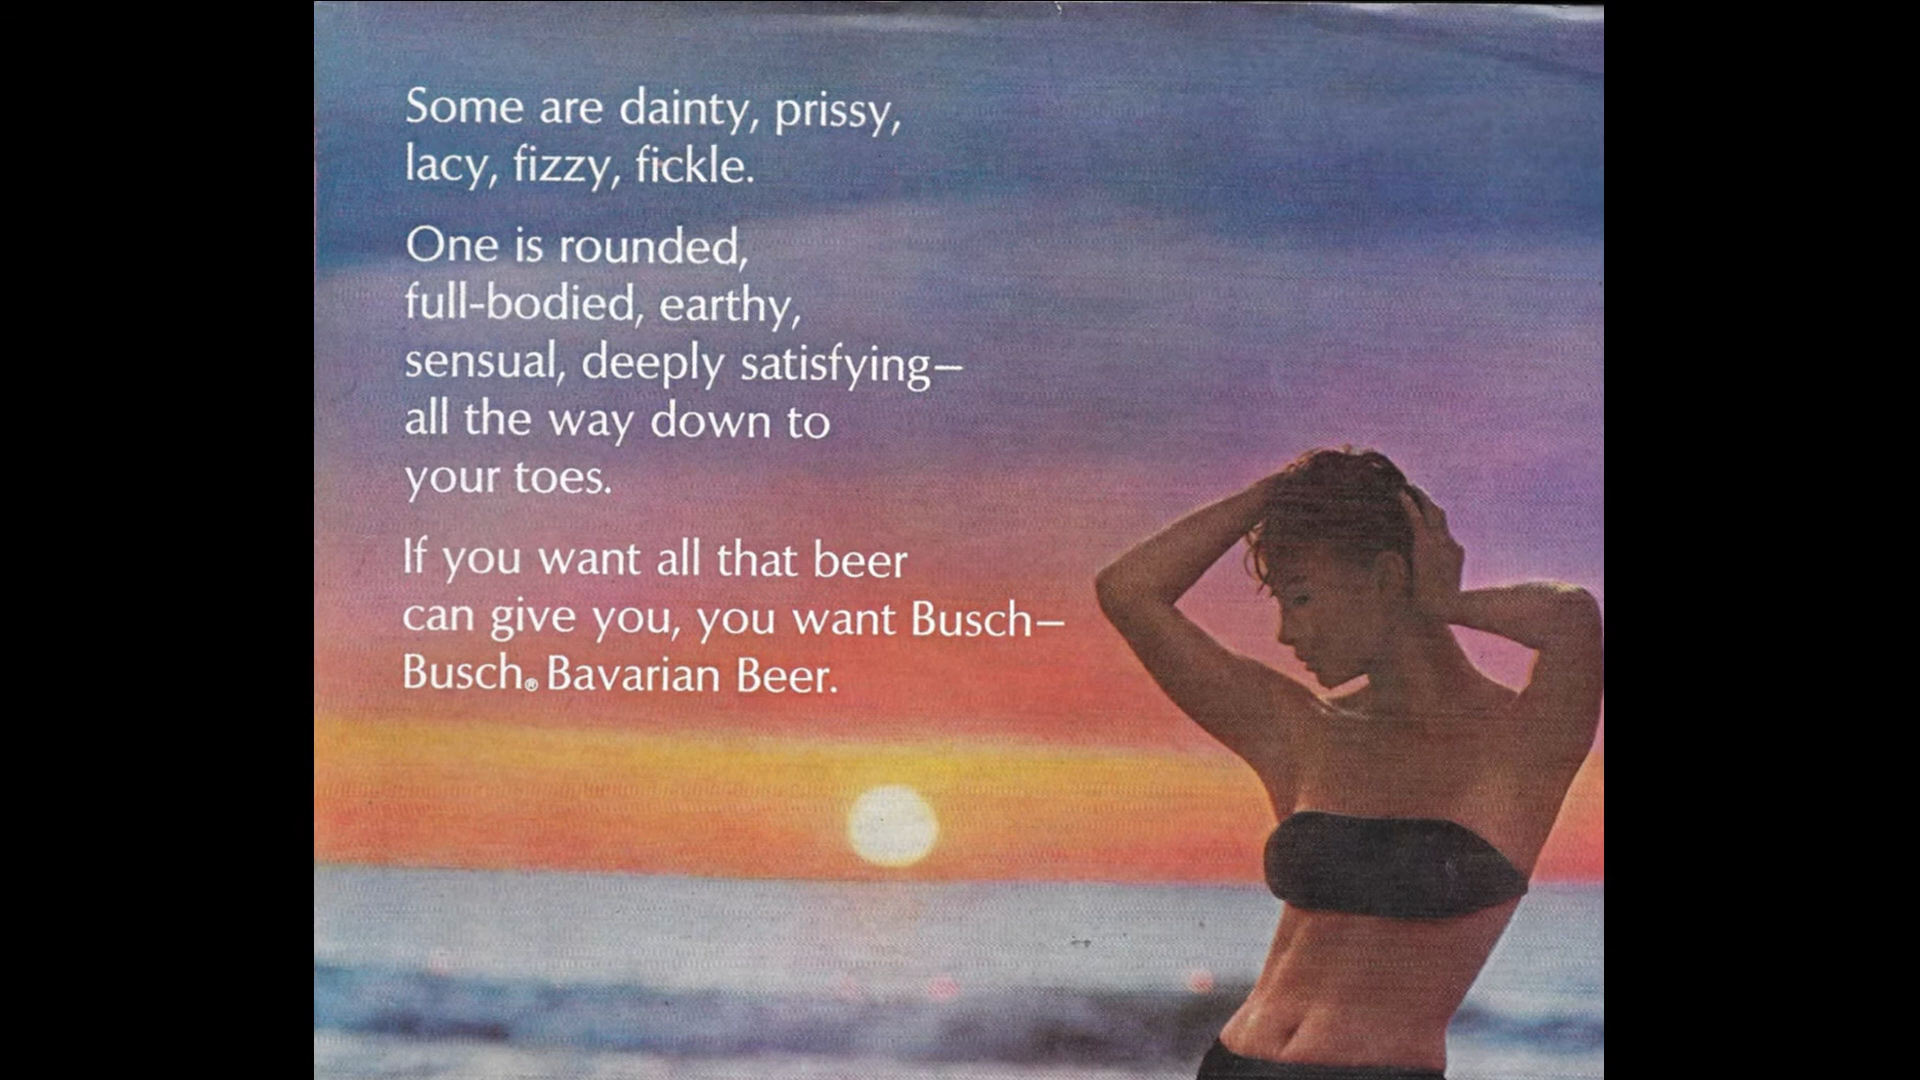 Some are dainty, prissy,
lacy, fizzy, fickle.
One is rounded,
full-bodied, earthy,
sensual, deeply satisfying—
all the way down to
your toes.
If you want all that beer
can give you, you want Busch—
Busch® Bavarian Beer.